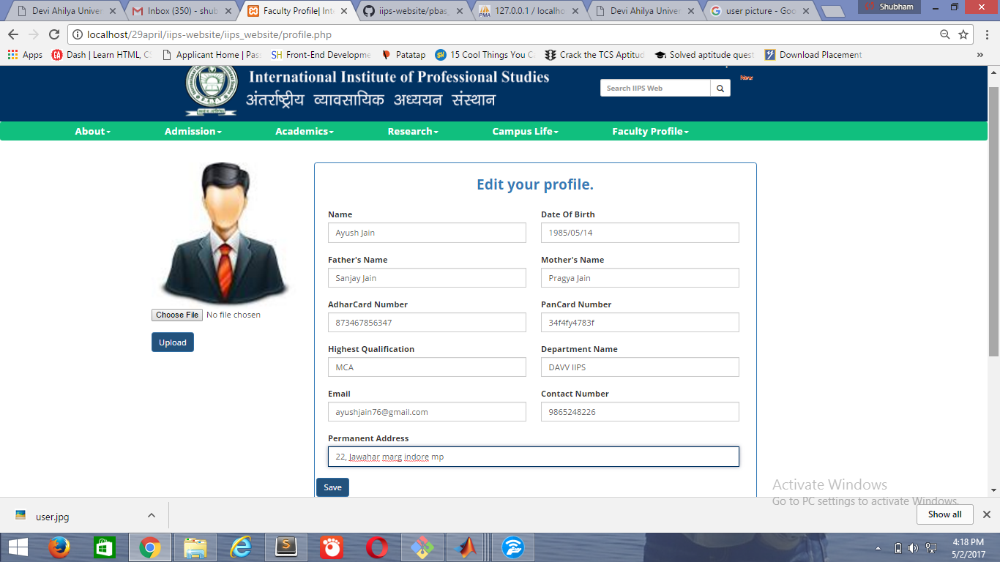 Devi Ahilya Univer
Inbox (350) - shub
Faculty Profile| Int
iips-website/pbas_
127.0.0.1 / localho
Devi Ahilya Univer
user picture - Goo
Shubham
localhost/29april/iips-website/iips_website/profile.php
Apps
Dash | Learn HTML, C
Applicant Home | Pas
Front-End Developme
Patatap
15 Cool Things You C
Crack the TCS Aptitud
Solved aptitude quest
Download Placement
»
International Institute of Professional Studies
अंतर्राष्ट्रीय व्यावसायिक अध्ययन संस्थान
Search IIPS Web
New
About
Admission
Academics
Research
Campus Life
Faculty Profile
Choose File No file chosen
Upload
Edit your profile.
Name
Ayush Jain
Date Of Birth
1985/05/14
Father's Name
Sanjay Jain
Mother's Name
Pragya Jain
AdharCard Number
873467856347
PanCard Number
34f4fy4783f
Highest Qualification
MCA
Department Name
DAVV IIPS
Email
ayushjain76@gmail.com
Contact Number
9865248226
Permanent Address
22, Jawahar marg indore mp
Save
Activate Windows
Go to PC settings to activate Windows.
user.jpg
Show all
4:18 PM
5/2/2017